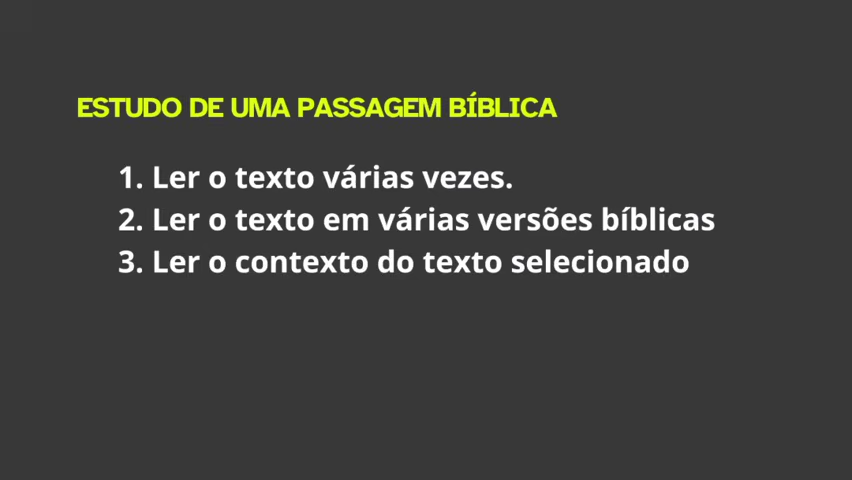 ESTUDO DE UMA PASSAGEM BÍBLICA
1. Ler o texto várias vezes.
2. Ler o texto em várias versões bíblicas
3. Ler o contexto do texto selecionado